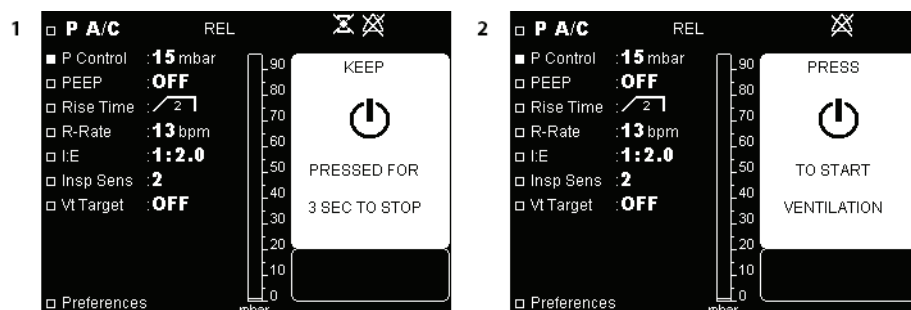 1
P A/C REL
P Control :15 mbar
PEEP :OFF
Rise Time : 2
R-Rate :13 bpm
I:E :1:2.0
Insp Sens :2
Vt Target :OFF
Preferences
90
80
70
60
50
40
30
20
10
0
mbar
KEEP
PRESSED FOR
3 SEC TO STOP
2
P A/C REL
P Control :15 mbar
PEEP :OFF
Rise Time : 2
R-Rate :13 bpm
I:E :1:2.0
Insp Sens :2
Vt Target :OFF
Preferences
90
80
70
60
50
40
30
20
10
0
mbar
PRESS
TO START
VENTILATION